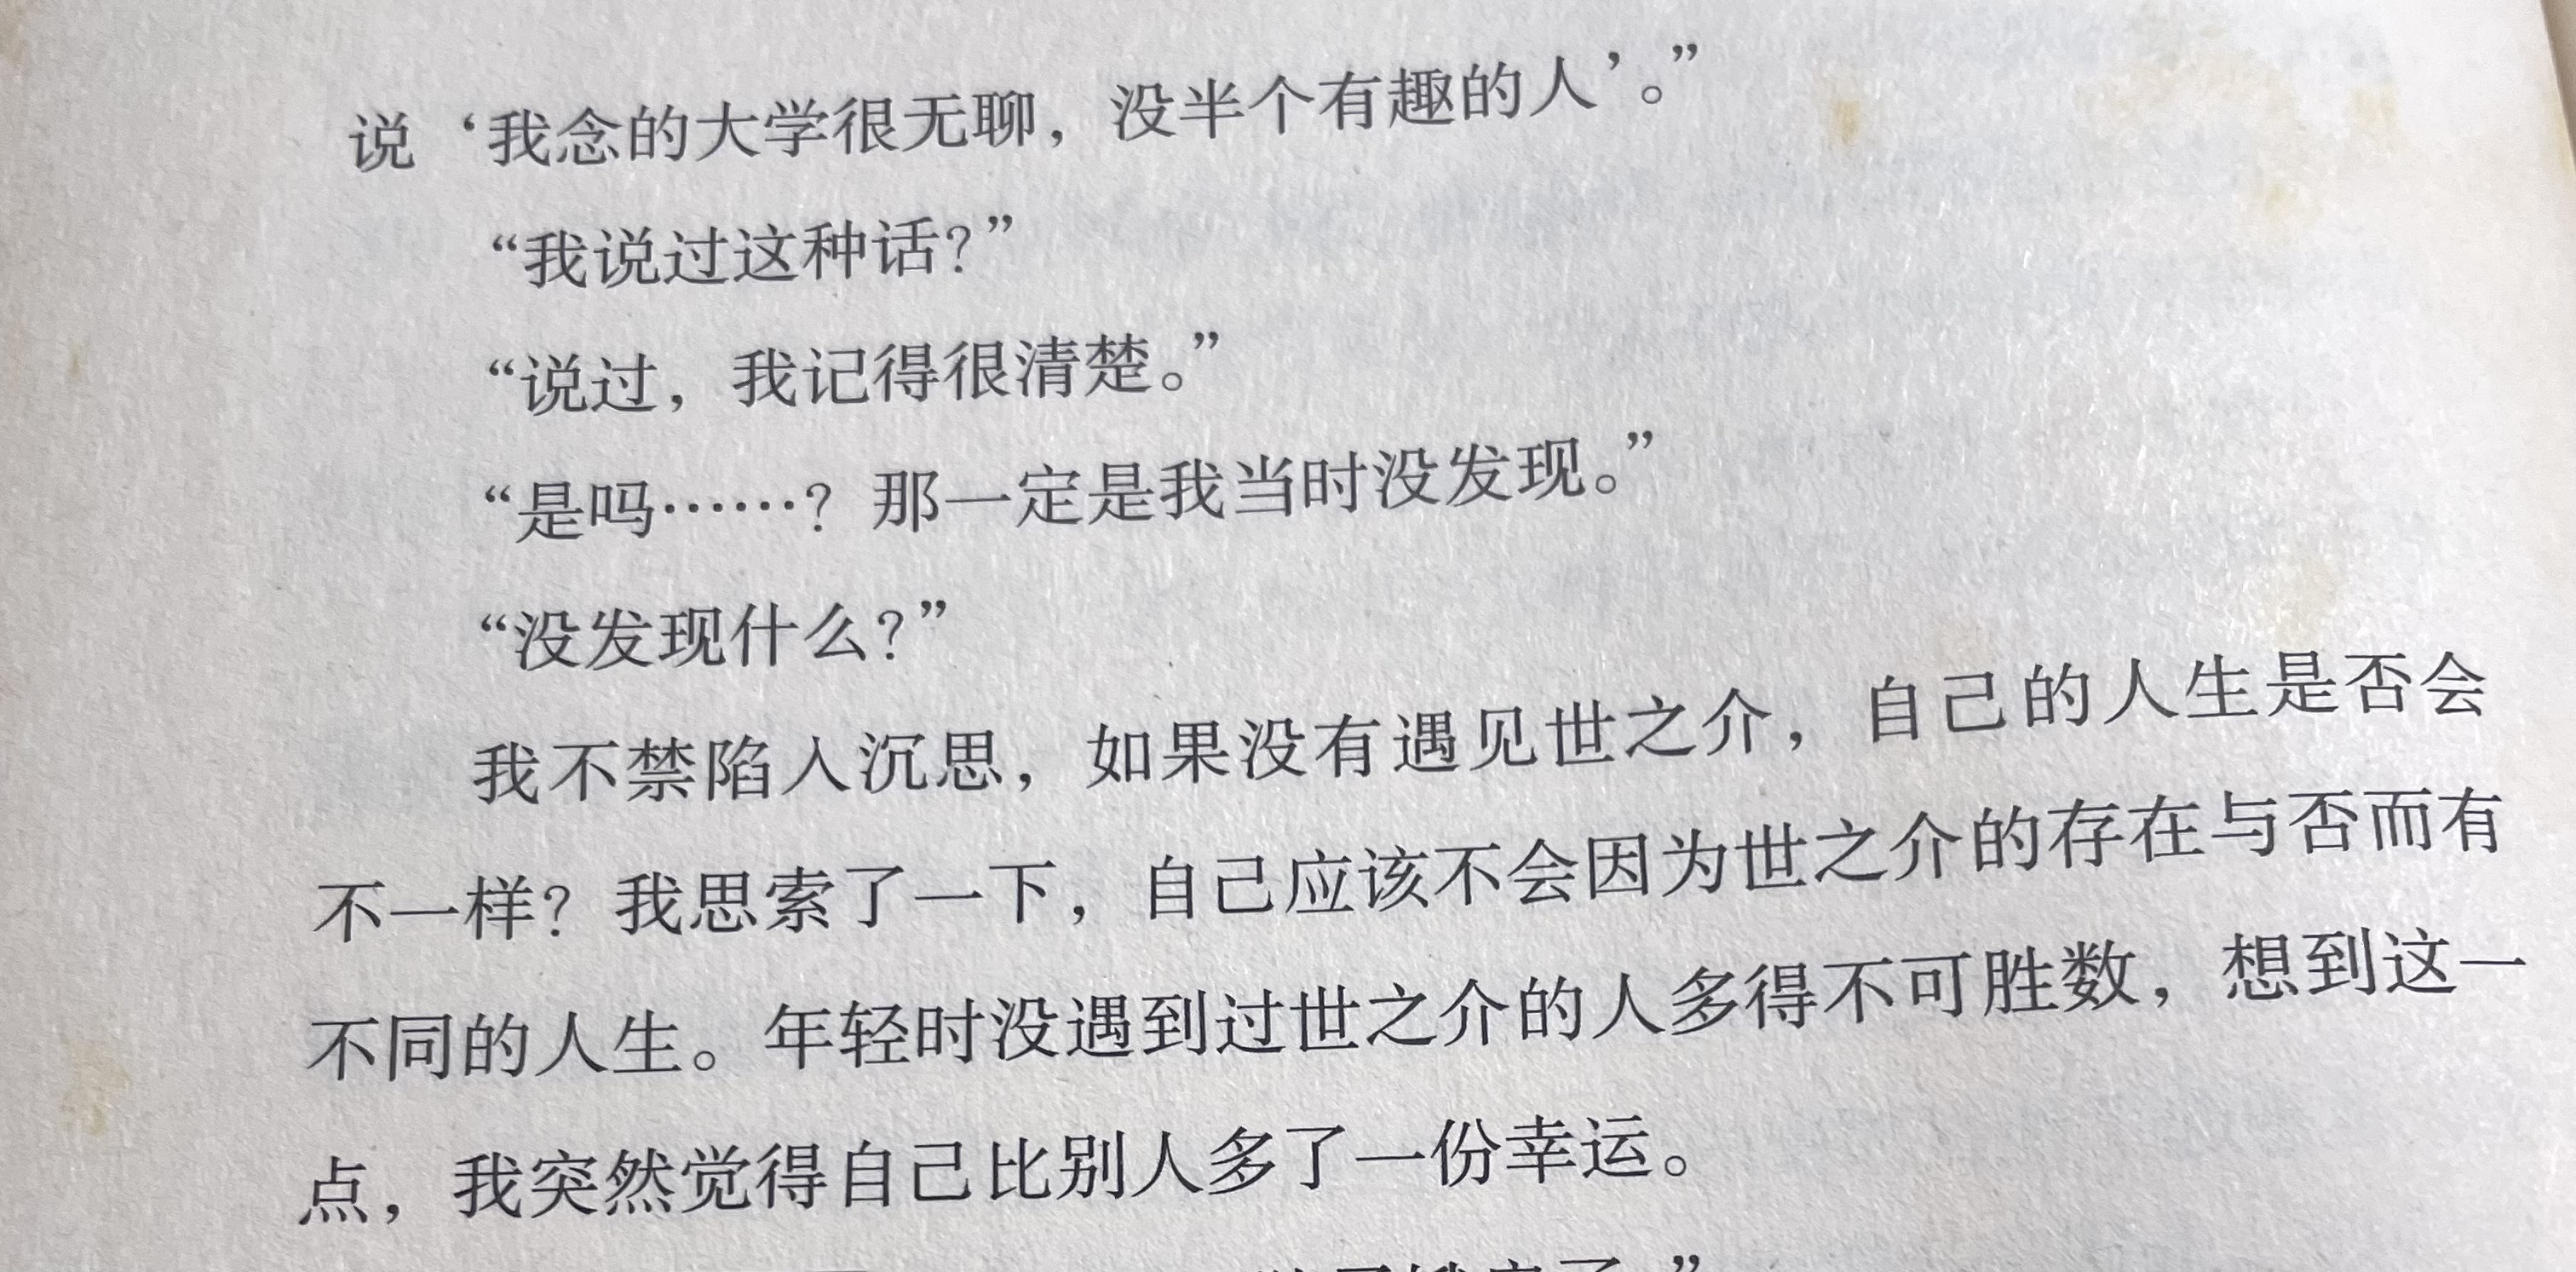 说‘我念的大学很无聊，没半个有趣的人’。”
“我说过这种话？”
“说过，我记得很清楚。”
“是吗……？那一定是我当时没发现。”
“没发现什么？”
我不禁陷入沉思，如果没有遇见世之介，自己的人生是否会
不一样？我思索了一下，自己应该不会因为世之介的存在与否而有
不同的人生。年轻时没遇到过世之介的人多得不可胜数，想到这一
点，我突然觉得自己比别人多了一份幸运。